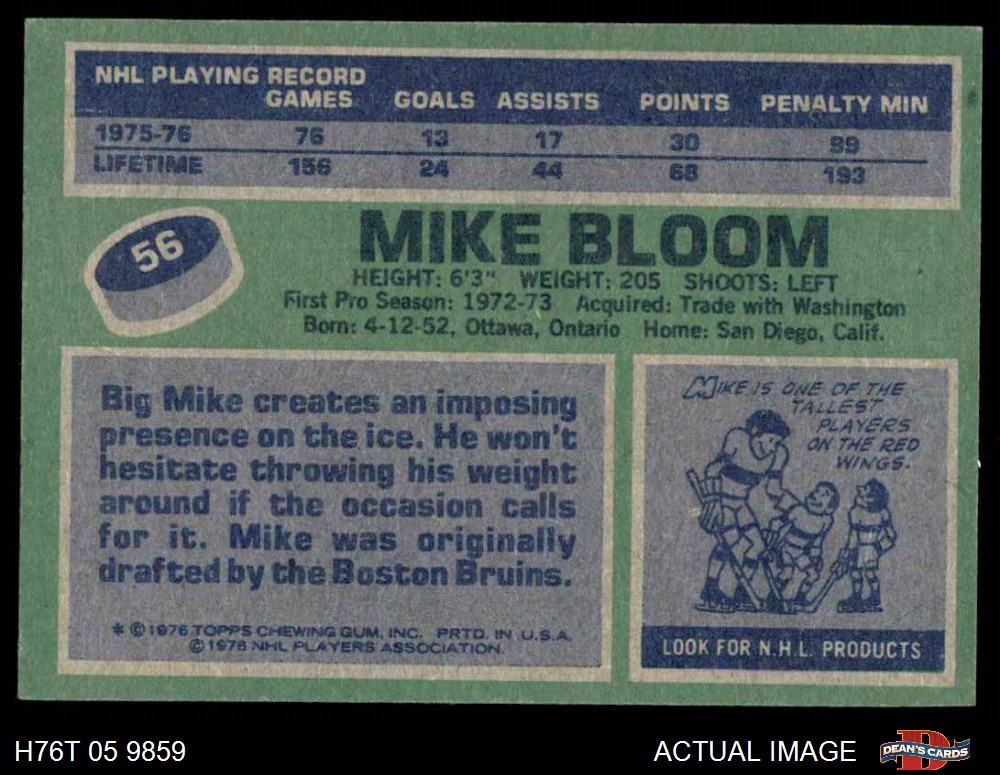 NHL PLAYING RECORD
GAMES GOALS ASSISTS POINTS PENALTY MIN
1975-76 76 13 17 30 99
LIFETIME 156 24 44 68 193
56
MIKE BLOOM
HEIGHT: 6'3" WEIGHT: 205 SHOOTS: LEFT
First Pro Season: 1972-73 Acquired: Trade with Washington
Born: 4-12-52, Ottawa, Ontario Home: San Diego, Calif.
Big Mike creates an imposing
presence on the ice. He won't
hesitate throwing his weight
around if the occasion calls
for it. Mike was originally
drafted by the Boston Bruins.
* © 1976 TOPPS CHEWING GUM, INC. PRTD. IN U.S.A.
© 1976 NHL PLAYERS ASSOCIATION.
MIKE IS ONE OF THE
TALLEST
PLAYERS
ON THE RED
WINGS.
LOOK FOR N.H.L. PRODUCTS
H76T 05 9859
ACTUAL IMAGE
DEAN'S CARDS